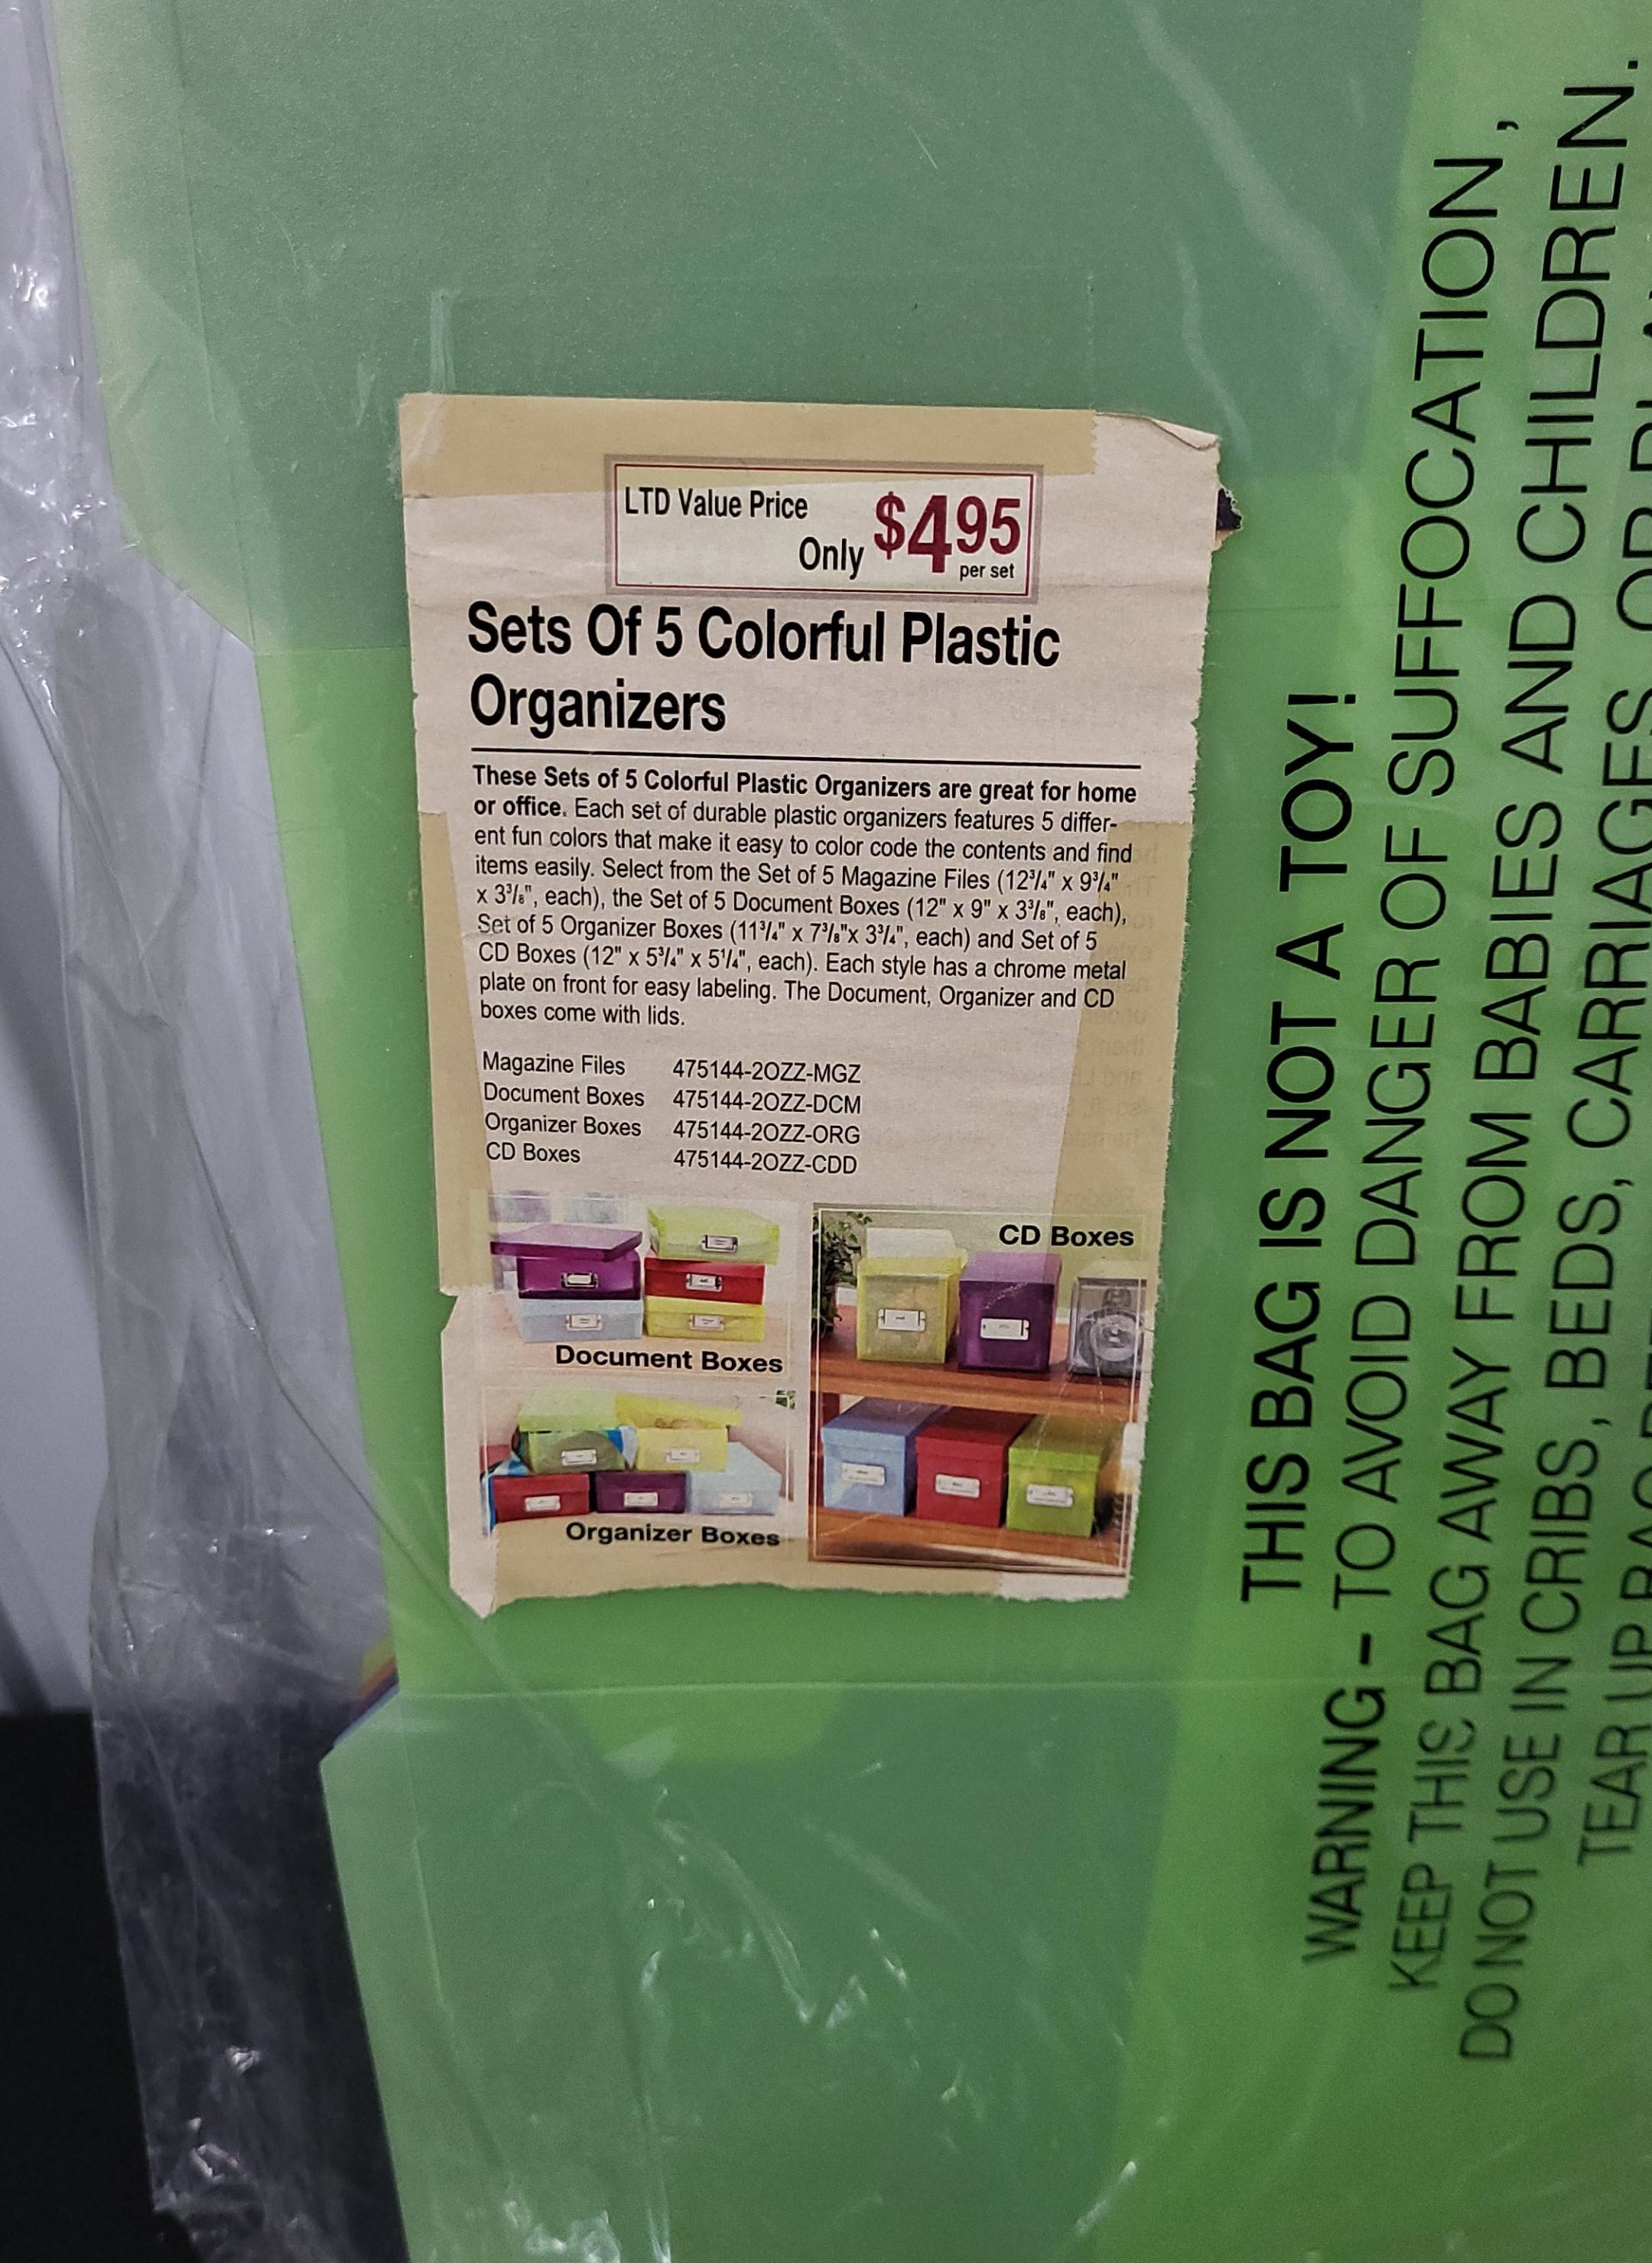 LTD Value Price
Only $4.95
per set
Sets Of 5 Colorful Plastic
Organizers
These Sets of 5 Colorful Plastic Organizers are great for home
or office. Each set of durable plastic organizers features 5 differ-
ent fun colors that make it easy to color code the contents and find
items easily. Select from the Set of 5 Magazine Files (12¾" x 9¾"
x 3⅜", each), the Set of 5 Document Boxes (12" x 9" x 3⅜", each),
Set of 5 Organizer Boxes (11¾" x 7⅜"x 3¾", each) and Set of 5
CD Boxes (12" x 5¾" x 5¼", each). Each style has a chrome metal
plate on front for easy labeling. The Document, Organizer and CD
boxes come with lids.
Magazine Files 475144-2OZZ-MGZ
Document Boxes 475144-2OZZ-DCM
Organizer Boxes 475144-2OZZ-ORG
CD Boxes 475144-2OZZ-CDD
Document Boxes
CD Boxes
Organizer Boxes
THIS BAG IS NOT A TOY!
WARNING - TO AVOID DANGER OF SUFFOCATION,
KEEP THIS BAG AWAY FROM BABIES AND CHILDREN.
DO NOT USE IN CRIBS, BEDS, CARRIAGES, OR
TEAR UP